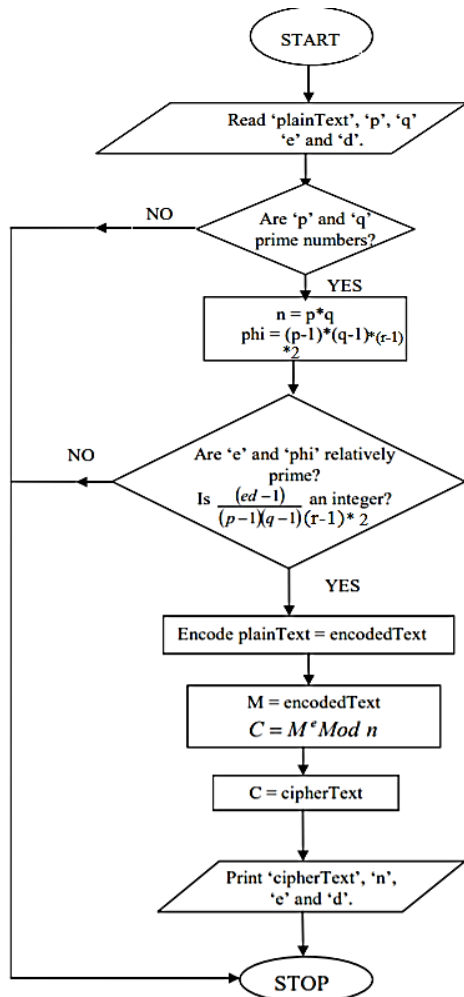 START
Read ‘plainText’, ‘p’, ‘q’
‘e’ and ‘d’.
NO
Are ‘p’ and ‘q’
prime numbers?
YES
n = p*q
phi = (p-1)*(q-1)*(r-1)
*2
NO
Are ‘e’ and ‘phi’ relatively
prime?
Is (ed −1) / (p−1)(q−1)(r-1)* 2 an integer?
YES
Encode plainText = encodedText
M = encodedText
C = M^e Mod n
C = cipherText
Print ‘cipherText’, ‘n’,
‘e’ and ‘d’.
STOP